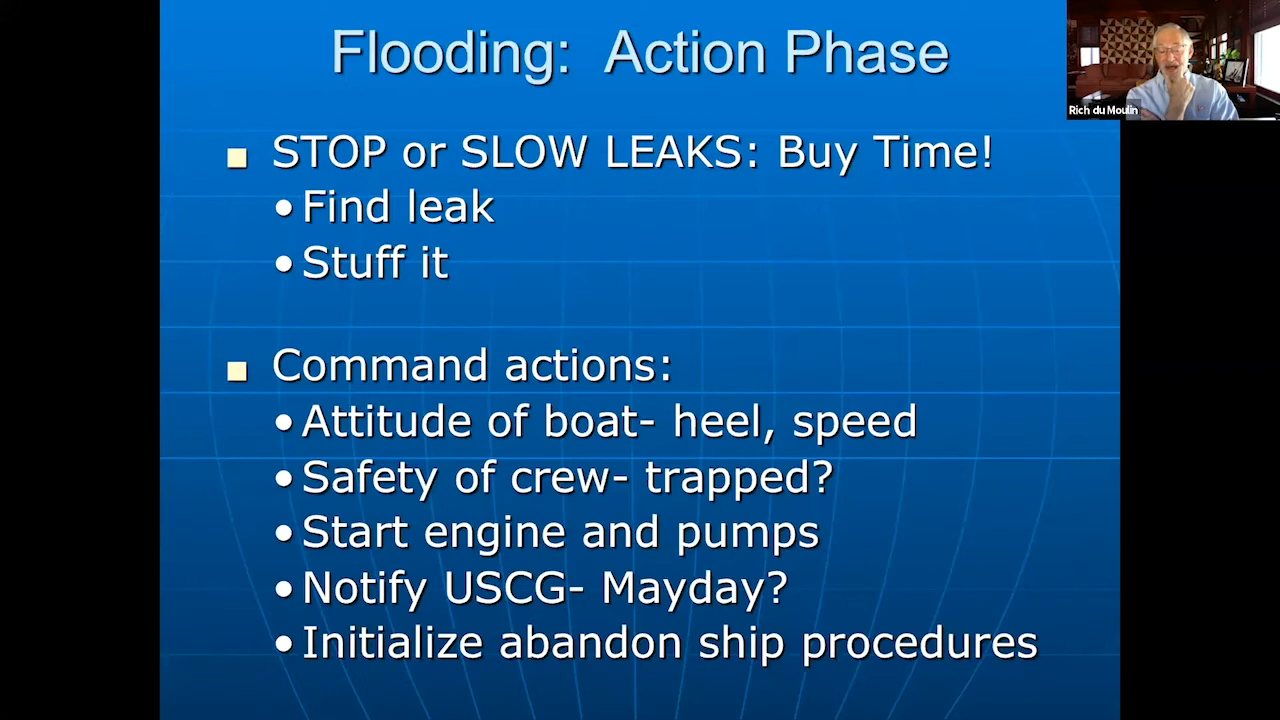 Flooding: Action Phase
Rich du Moulin
■ STOP or SLOW LEAKS: Buy Time!
• Find leak
• Stuff it
■ Command actions:
• Attitude of boat- heel, speed
• Safety of crew- trapped?
• Start engine and pumps
• Notify USCG- Mayday?
• Initialize abandon ship procedures